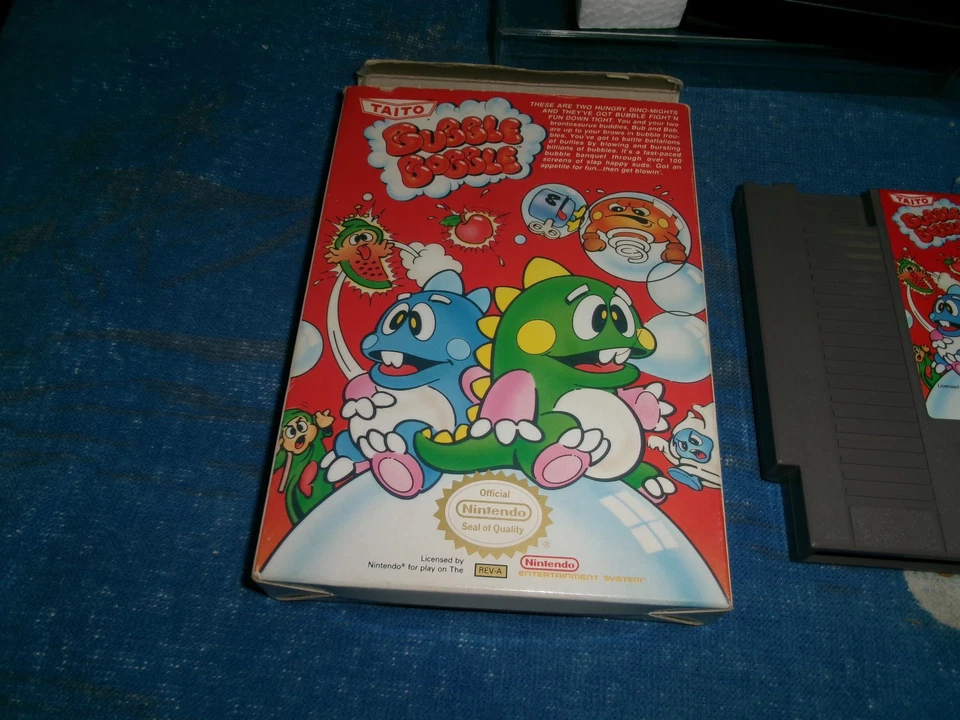 TAITO
BUBBLE
BOBBLE
THESE ARE TWO HUNGRY DINO-MIGHTS
AND THEY'VE GOT BUBBLE FIGHT'N
FUN DOWN TIGHT. You and your two
brontosaurus buddies, Bub and Bob,
are up to your brows in bubble trou-
bles. You've got to battle battalions
of bullies by blowing and bursting
billions of bubbles. It's a fast-paced
bubble banquet through over 100
screens of slap happy suds. Got an
appetite for fun...then get blowin'.
Official
Nintendo
Seal of Quality
®
Licensed by
Nintendo® for play on The
REV-A
Nintendo
ENTERTAINMENT SYSTEM®
TAITO
Licensed